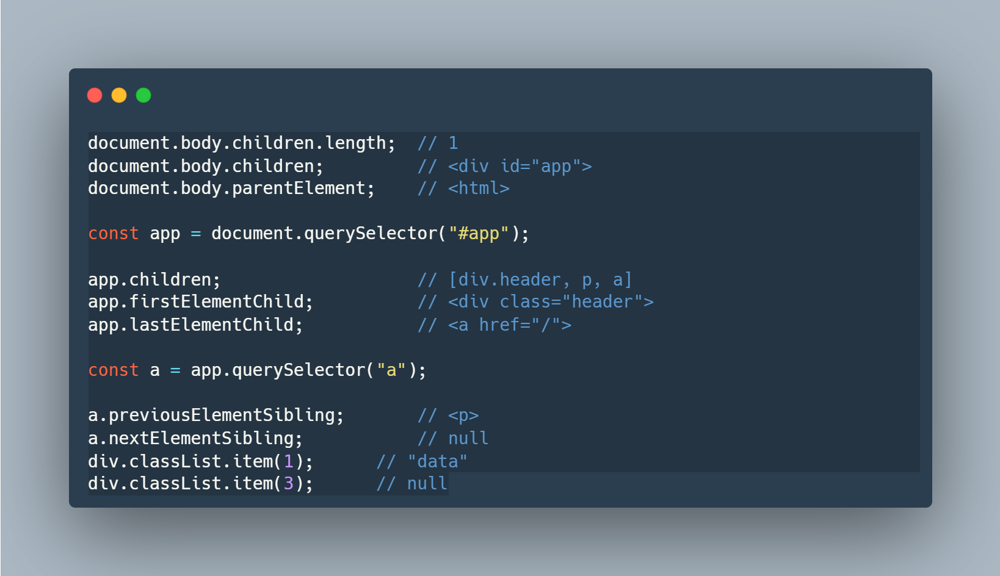 document.body.children.length;  // 1
document.body.children;         // <div id="app">
document.body.parentElement;    // <html>

const app = document.querySelector("#app");

app.children;                   // [div.header, p, a]
app.firstElementChild;          // <div class="header">
app.lastElementChild;           // <a href="/">

const a = app.querySelector("a");

a.previousElementSibling;       // <p>
a.nextElementSibling;           // null
div.classList.item(1);      // "data"
div.classList.item(3);      // null